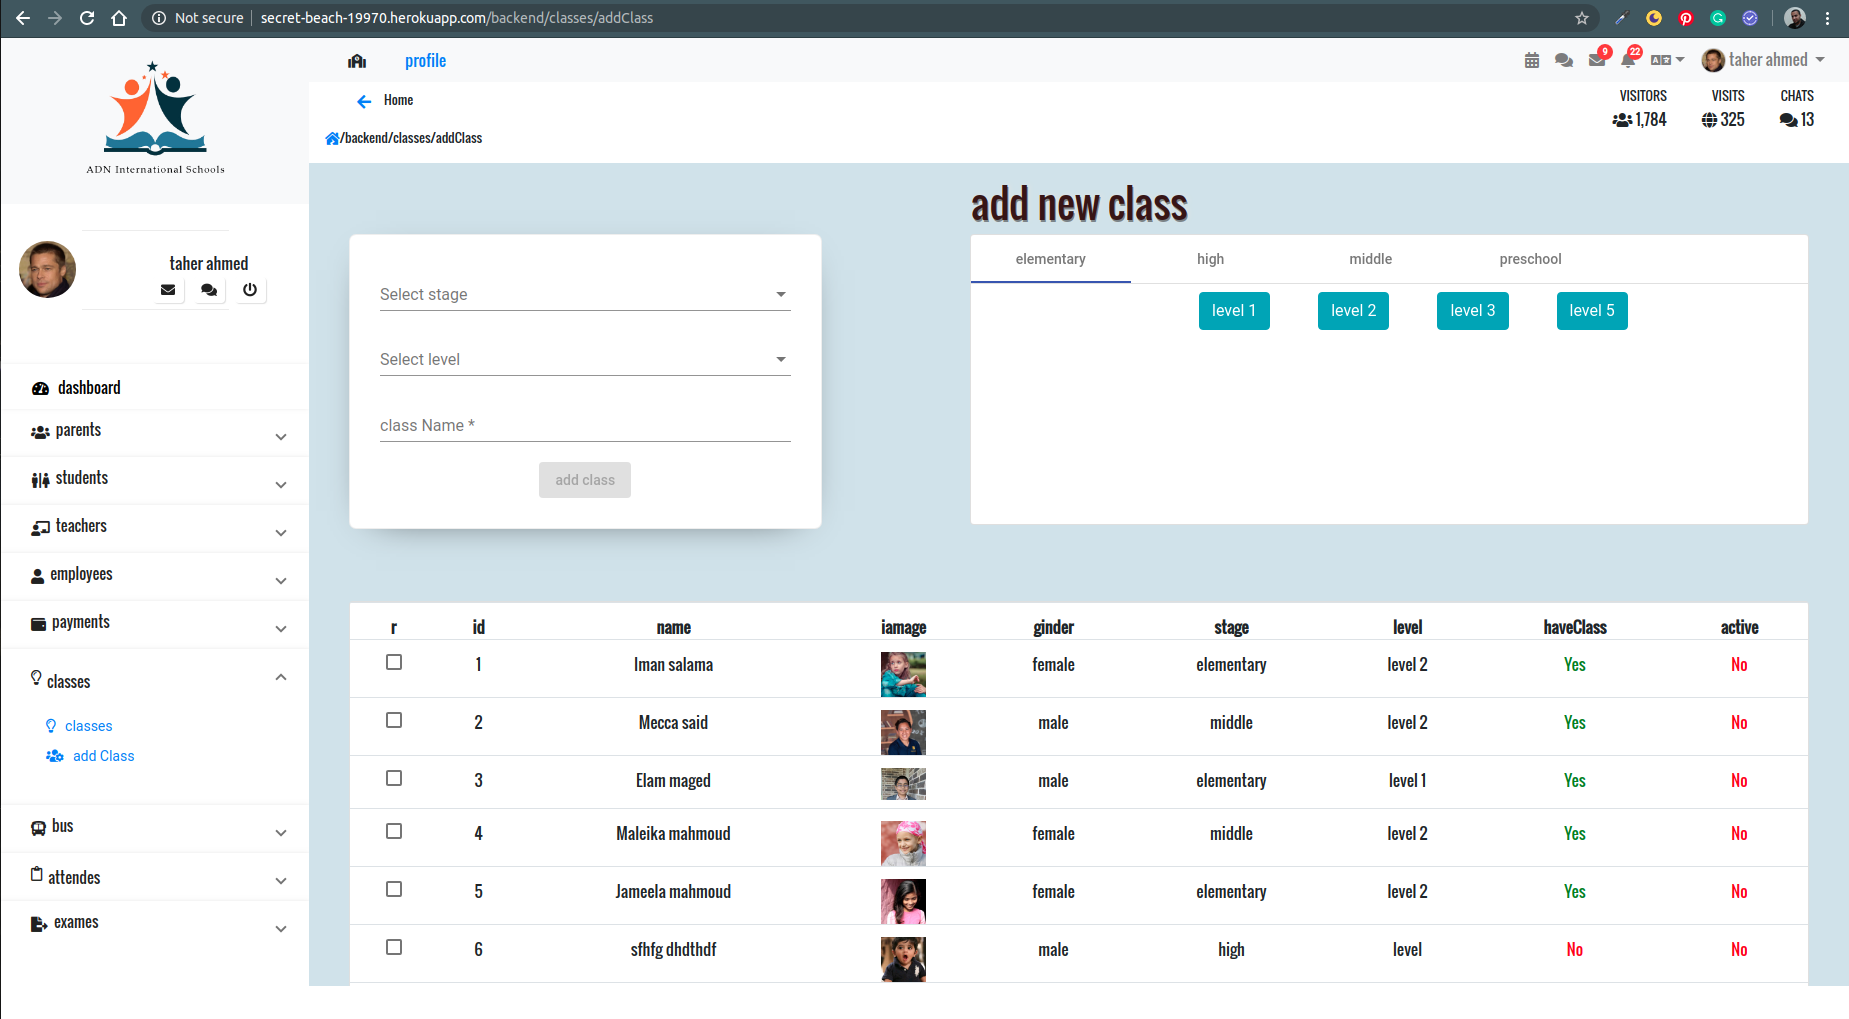 Not secure | secret-beach-19970.herokuapp.com/backend/classes/addClass
ADN International Schools
profile
9
22
taher ahmed
Home
/backend/classes/addClass
VISITORS VISITS CHATS
1,784 325 13
taher ahmed
dashboard
parents
students
teachers
employees
payments
classes
classes
add Class
bus
attendes
exames
Select stage
Select level
class Name *
add class
add new class
elementary high middle preschool
level 1 level 2 level 3 level 5
r id name iamage ginder stage level haveClass active
1 Iman salama female elementary level 2 Yes No
2 Mecca said male middle level 2 Yes No
3 Elam maged male elementary level 1 Yes No
4 Maleika mahmoud female middle level 2 Yes No
5 Jameela mahmoud female elementary level 2 Yes No
6 sfhfg dhdthdf male high level No No